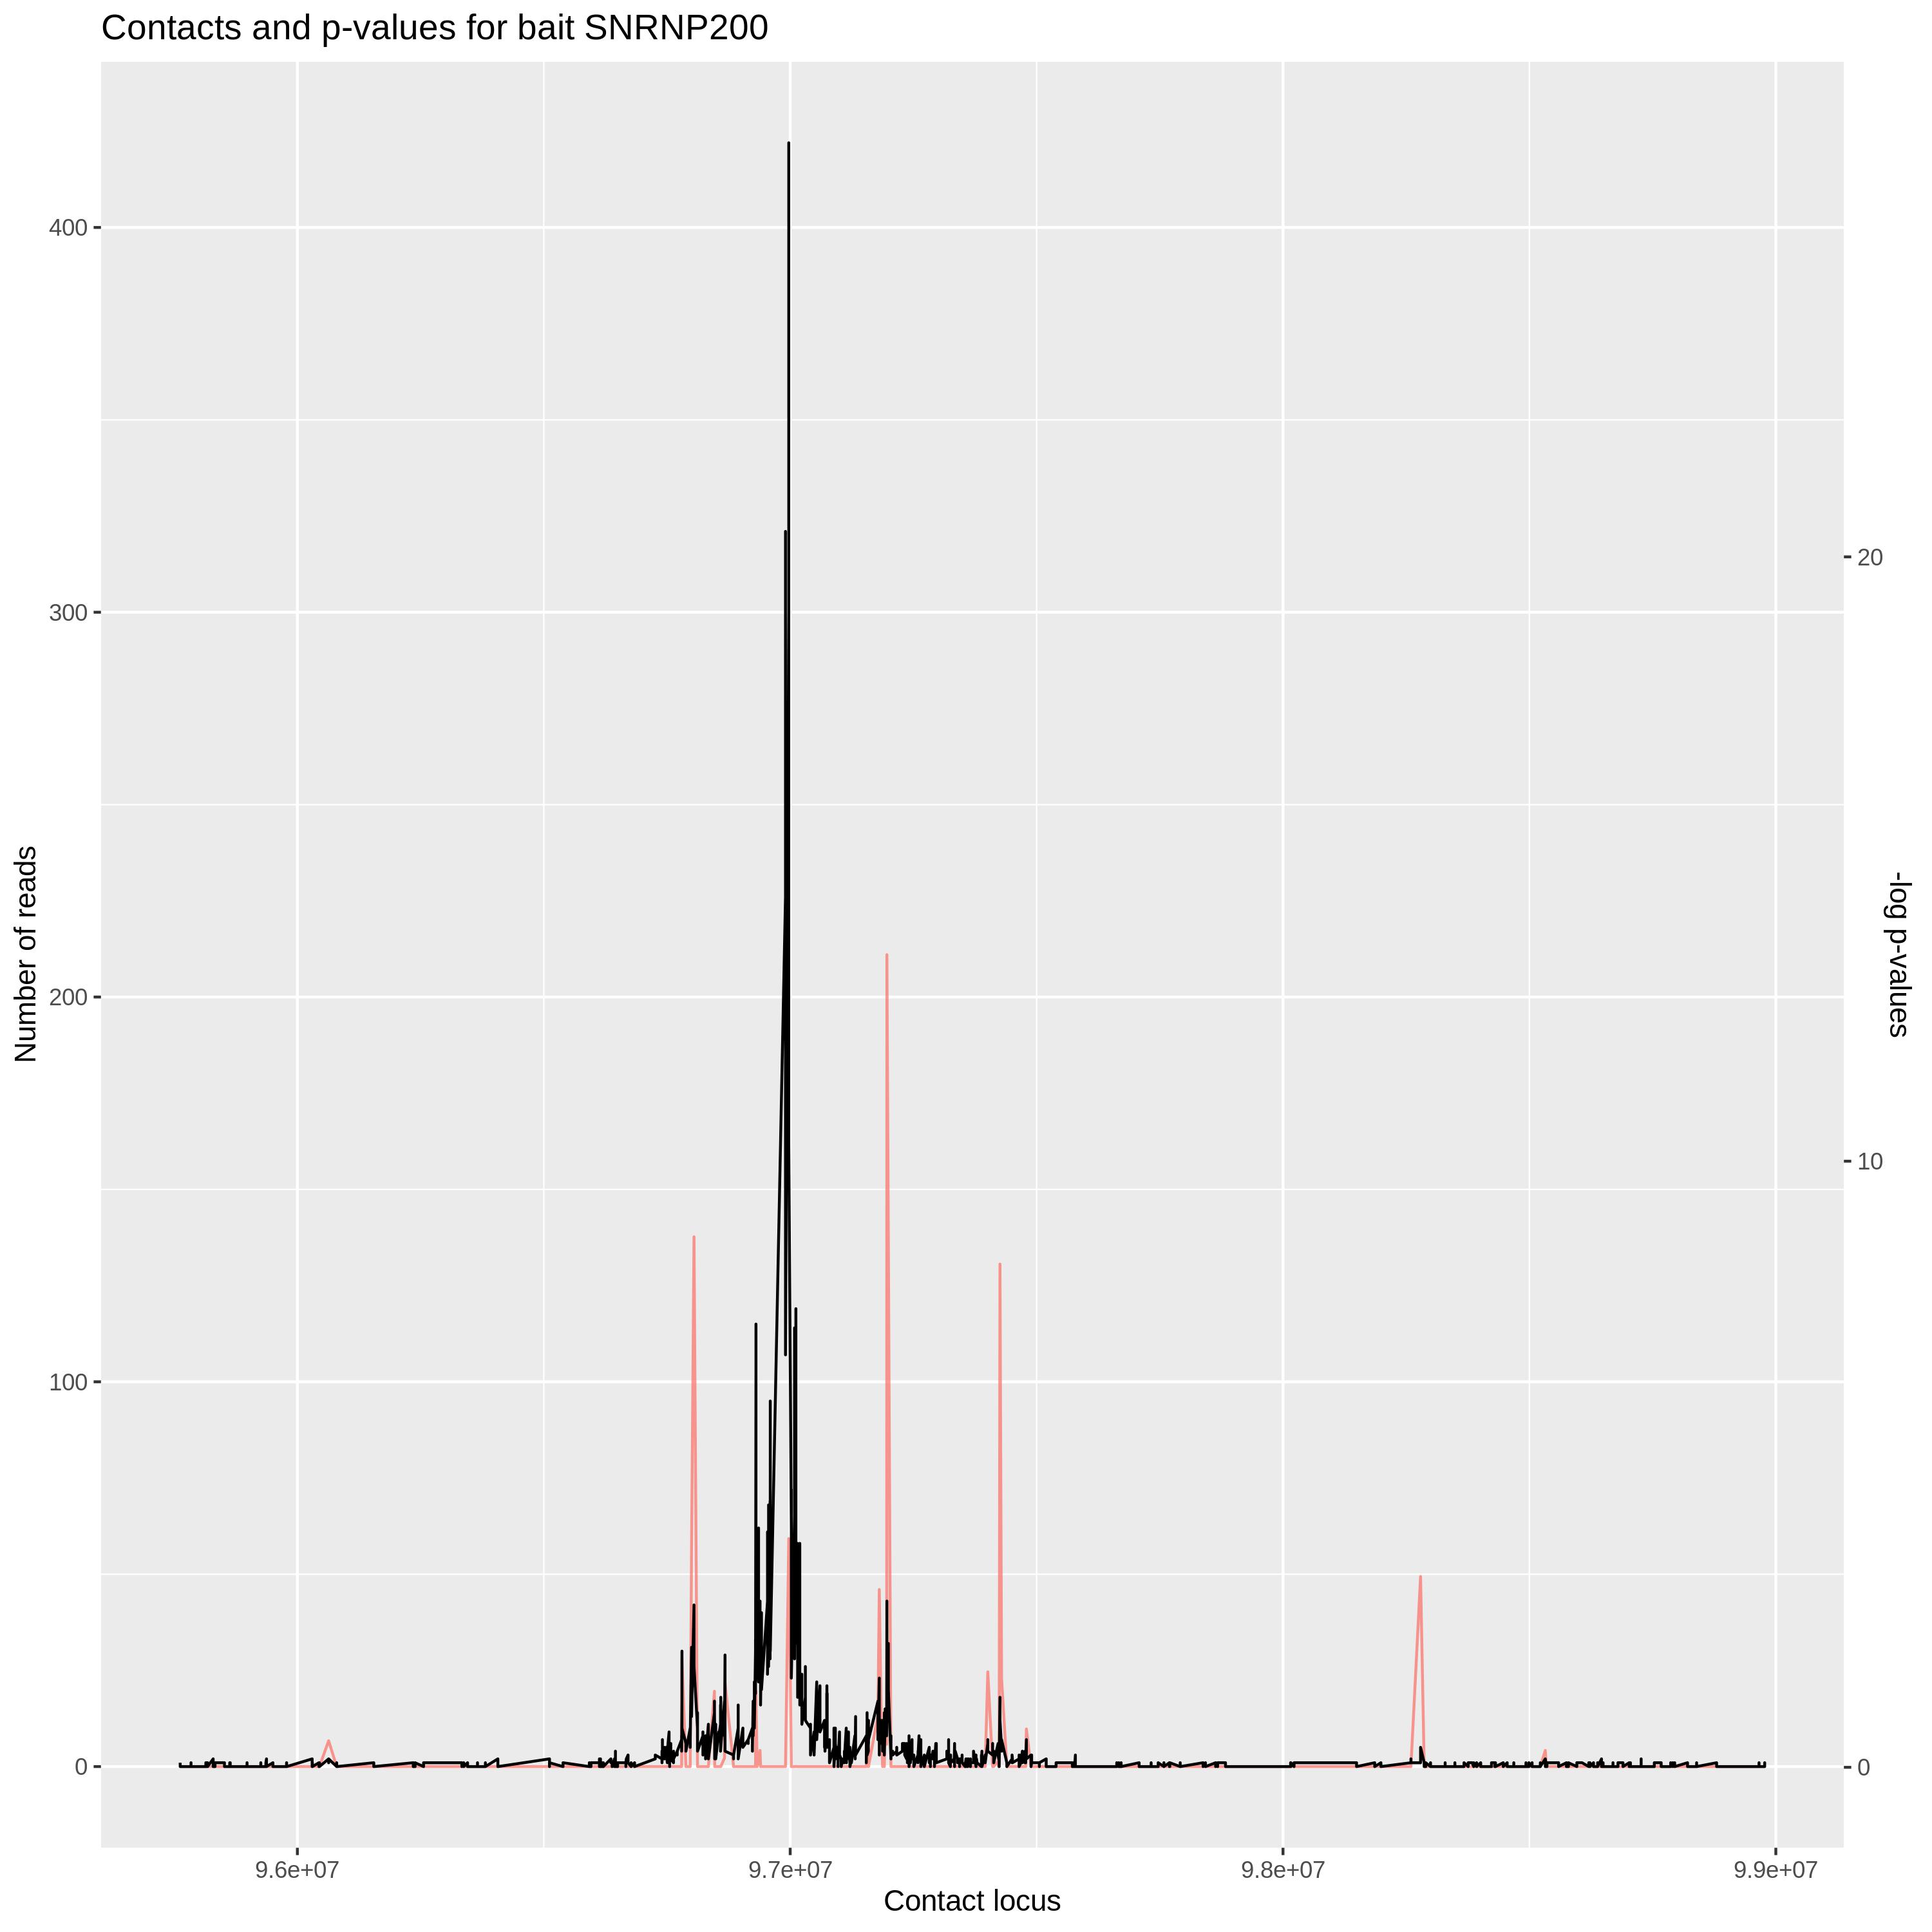 Contacts and p-values for bait SNRNP200
400
300
200
100
0
Number of reads
20
10
0
-log p-values
9.6e+07 9.7e+07 9.8e+07 9.9e+07
Contact locus